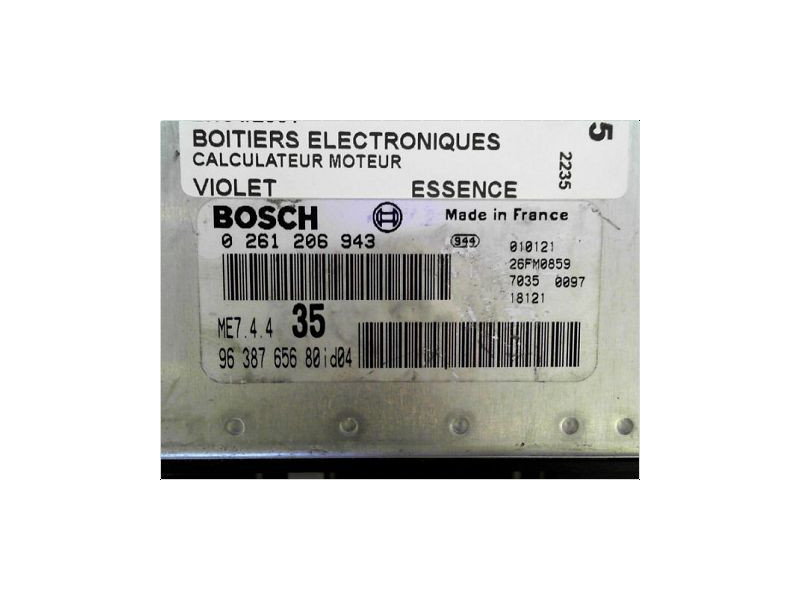 BOITIERS ELECTRONIQUES
CALCULATEUR MOTEUR
VIOLET ESSENCE
5
2235
BOSCH Made in France
0 261 206 943 944 010121
26FM0859
7035 0097
18121
ME7.4.4 35
96 387 656 80id04